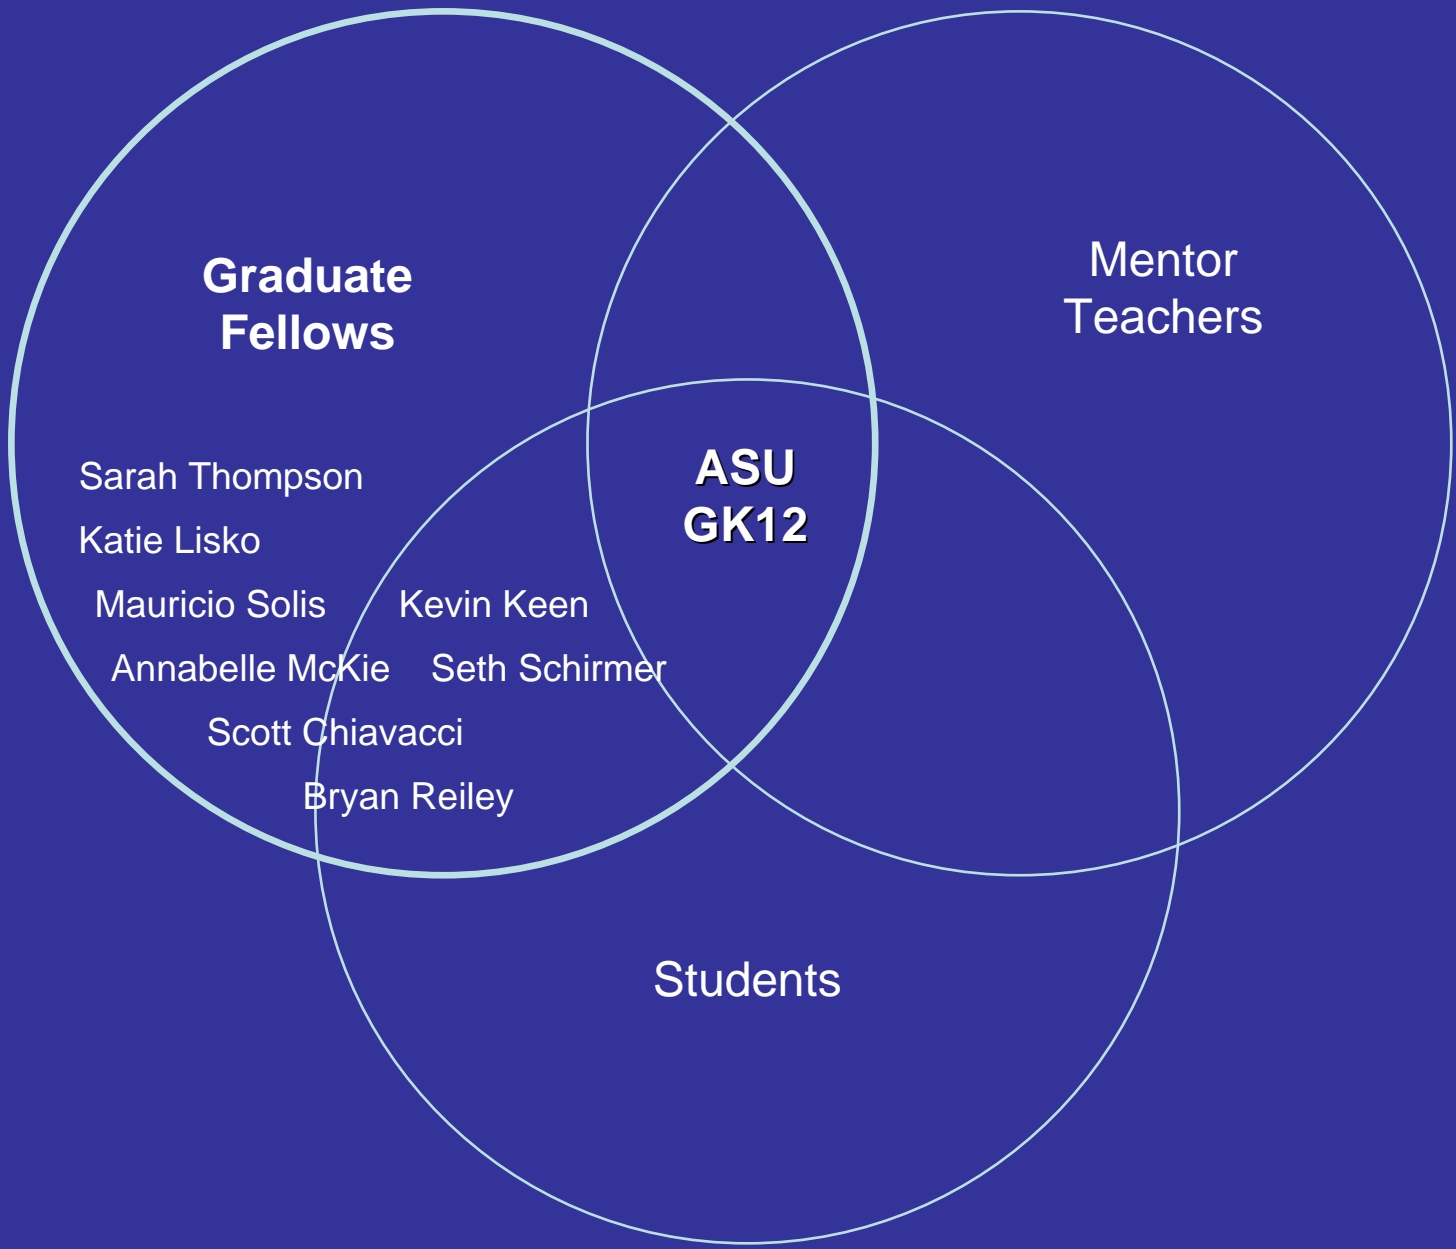 Graduate
Fellows
Mentor
Teachers
ASU
GK12
Sarah Thompson
Katie Lisko
Mauricio Solis
Kevin Keen
Annabelle McKie
Seth Schirmer
Scott Chiavacci
Bryan Reiley
Students